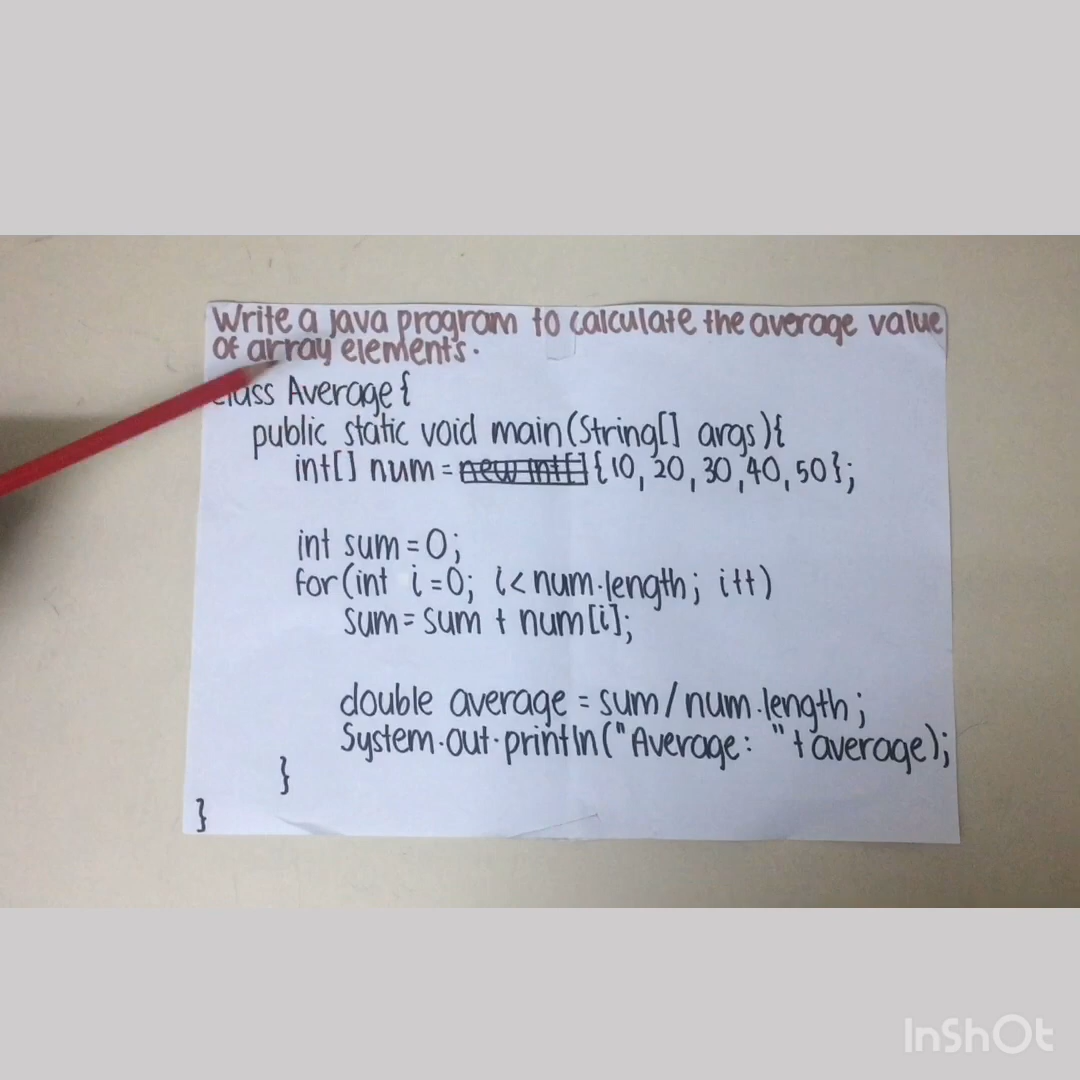 Write a java program to calculate the average value
of array elements.
class Average{
public static void main(String[] args){
int[] num = new int[]{10, 20, 30, 40, 50};
int sum = 0;
for(int i = 0; i < num.length; i++)
sum = sum + num[i];
double average = sum / num.length;
System.out.println("Average: " + average);
}
}
InShOt